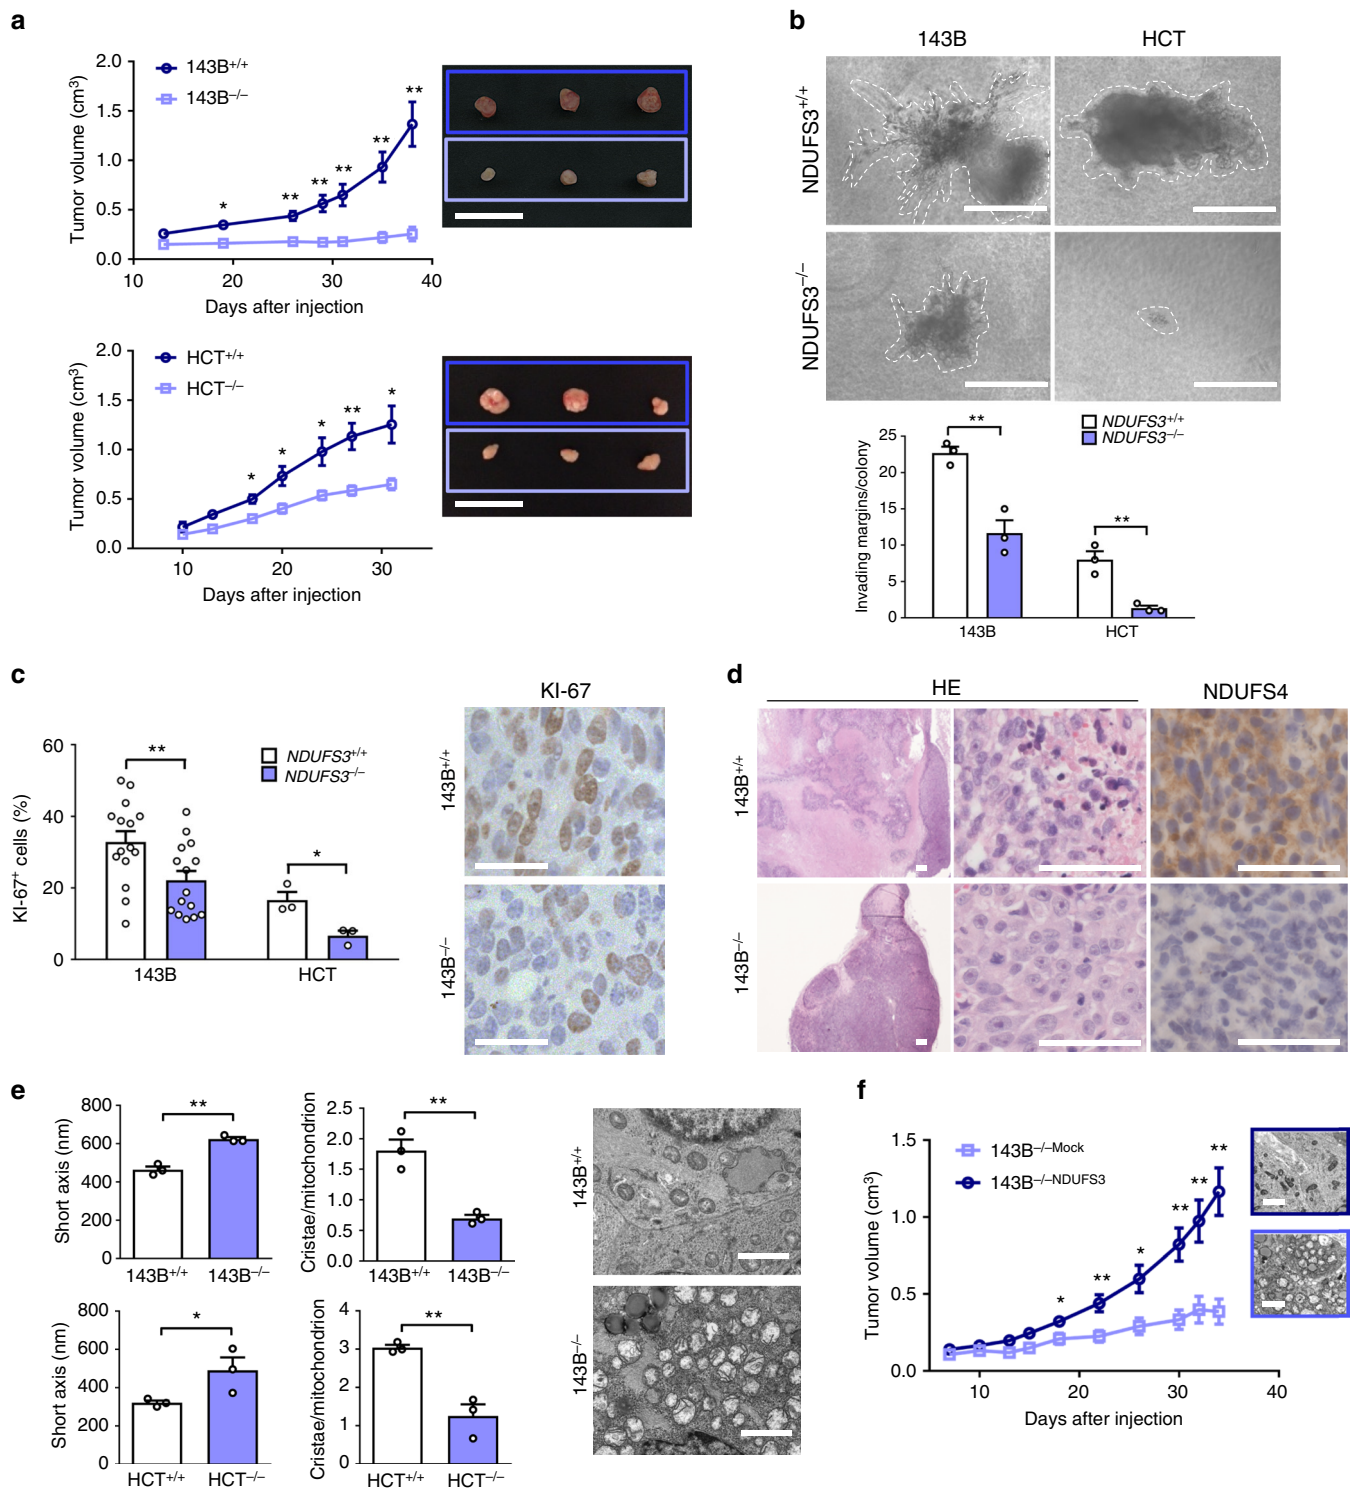 a
2.0
1.5
1.0
0.5
0.0
Tumor volume (cm³)
143B+/+
143B–/–
*
**
**
**
**
**
10
20
30
40
Days after injection
2.0
1.5
1.0
0.5
0.0
Tumor volume (cm³)
HCT+/+
HCT–/–
*
*
*
**
*
10
20
30
Days after injection
b
143B
HCT
NDUFS3+/+
NDUFS3–/–
NDUFS3+/+
NDUFS3–/–
25
20
15
10
5
0
Invading margins/colony
**
**
143B
HCT
c
60
40
20
0
KI-67+ cells (%)
**
*
NDUFS3+/+
NDUFS3–/–
143B
HCT
KI-67
143B+/+
143B–/–
d
HE
NDUFS4
143B+/+
143B–/–
e
800
600
400
200
0
Short axis (nm)
**
143B+/+
143B–/–
2.5
2.0
1.5
1.0
0.5
0.0
Cristae/mitochondrion
**
143B+/+
143B–/–
800
600
400
200
0
Short axis (nm)
*
HCT+/+
HCT–/–
4
3
2
1
0
Cristae/mitochondrion
**
HCT+/+
HCT–/–
143B+/+
143B–/–
f
1.5
1.0
0.5
0.0
Tumor volume (cm³)
143B–/–Mock
143B–/–NDUFS3
*
**
*
**
**
**
10
20
30
40
Days after injection